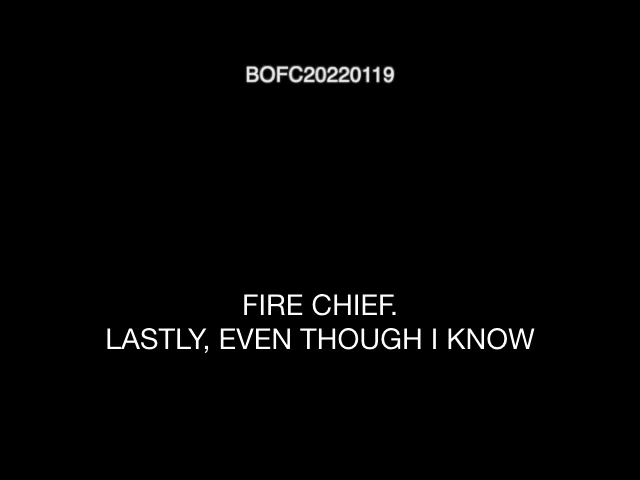 BOFC20220119
FIRE CHIEF.
LASTLY, EVEN THOUGH I KNOW